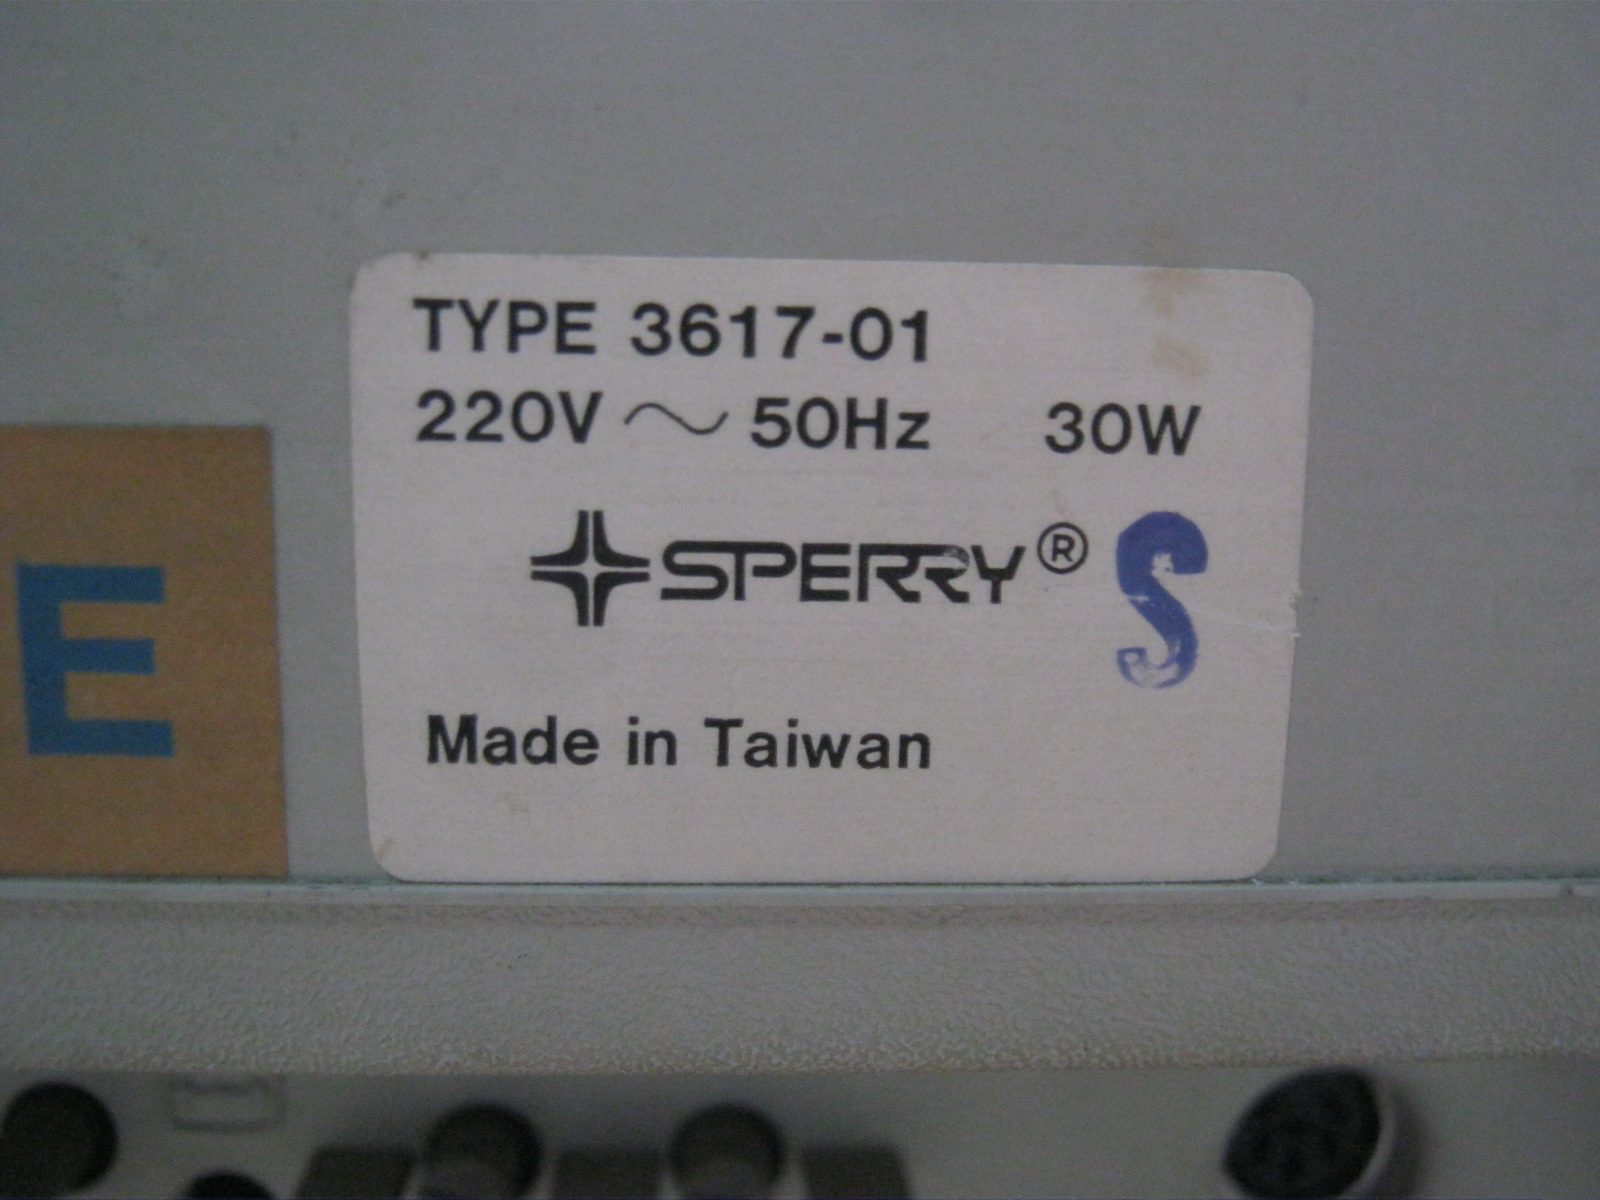 TYPE 3617-01
220V ~ 50Hz 30W
SPERRY® S
Made in Taiwan
E